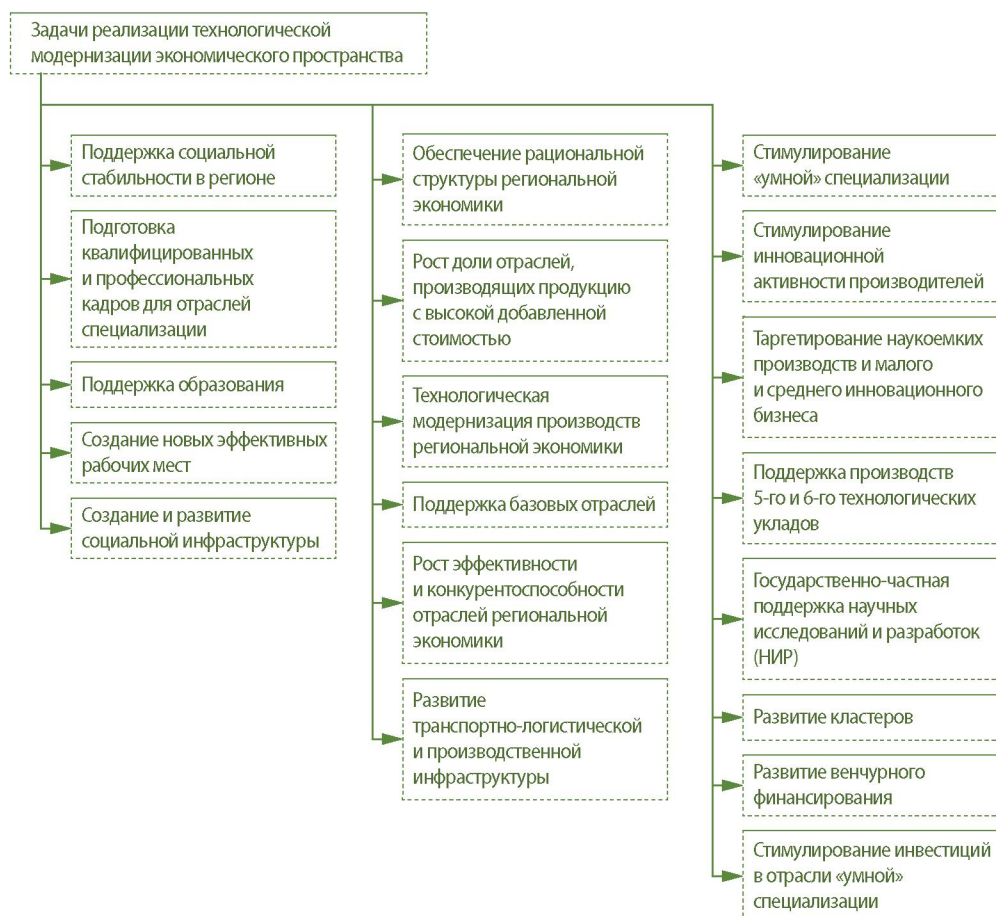 Задачи реализации технологической
модернизации экономического пространства
Поддержка социальной
стабильности в регионе
Подготовка
квалифицированных
и профессиональных
кадров для отраслей
специализации
Поддержка образования
Создание новых эффективных
рабочих мест
Создание и развитие
социальной инфраструктуры
Обеспечение рациональной
структуры региональной
экономики
Рост доли отраслей,
производящих продукцию
с высокой добавленной
стоимостью
Технологическая
модернизация производств
региональной экономики
Поддержка базовых отраслей
Рост эффективности
и конкурентоспособности
отраслей региональной
экономики
Развитие
транспортно-логистической
и производственной
инфраструктуры
Стимулирование
«умной» специализации
Стимулирование
инновационной
активности производителей
Таргетирование наукоемких
производств и малого
и среднего инновационного
бизнеса
Поддержка производств
5-го и 6-го технологических
укладов
Государственно-частная
поддержка научных
исследований и разработок
(НИР)
Развитие кластеров
Развитие венчурного
финансирования
Стимулирование инвестиций
в отрасли «умной»
специализации